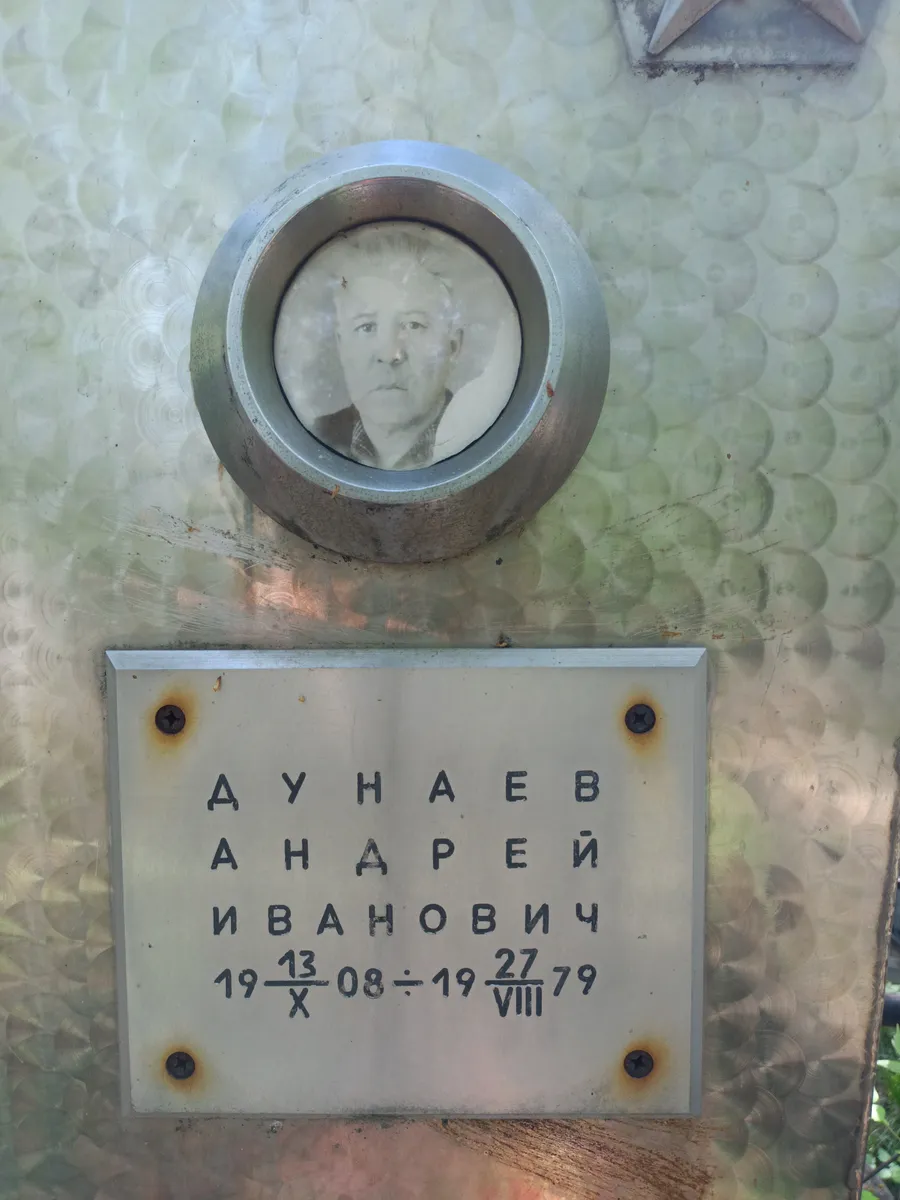 ДУНАЕВ
АНДРЕЙ
ИВАНОВИЧ
19 13/X 08÷19 27/VIII 79